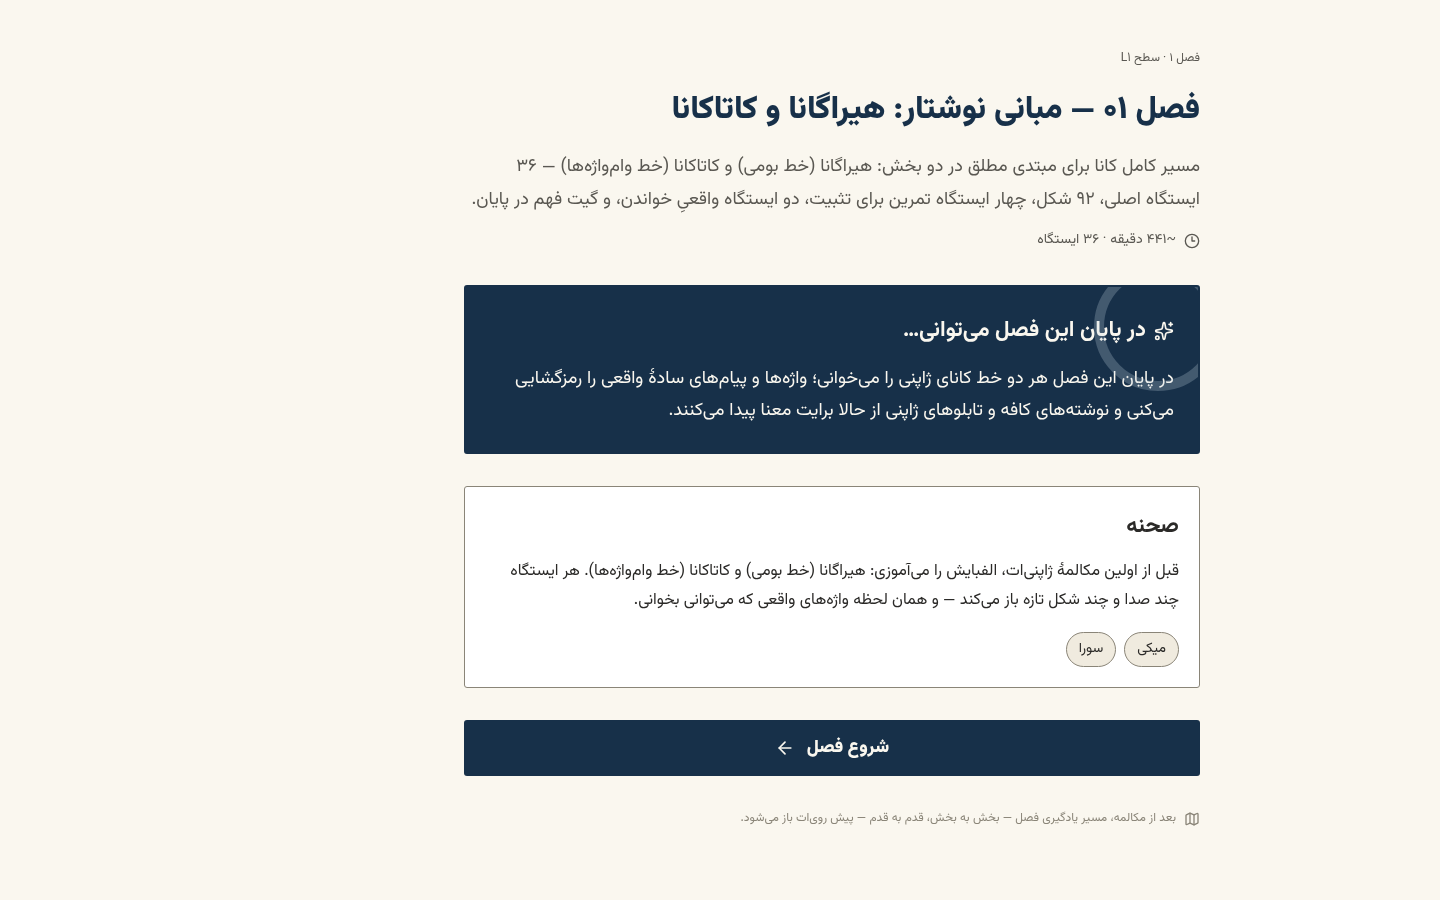 فصل ۱ · سطح L۱
فصل ۰۱ — مبانی نوشتار: هیراگانا و کاتاکانا
مسیر کامل کانا برای مبتدی مطلق در دو بخش: هیراگانا (خط بومی) و کاتاکانا (خط وام‌واژه‌ها) — ۳۶
ایستگاه اصلی، ۹۲ شکل، چهار ایستگاه تمرین برای تثبیت، دو ایستگاه واقعیِ خواندن، و گیت فهم در پایان.
~۴۴۱ دقیقه · ۳۶ ایستگاه
در پایان این فصل می‌توانی…
در پایان این فصل هر دو خط کانای ژاپنی را می‌خوانی؛ واژه‌ها و پیام‌های سادهٔ واقعی را رمزگشایی
می‌کنی و نوشته‌های کافه و تابلوهای ژاپنی از حالا برایت معنا پیدا می‌کنند.
صحنه
قبل از اولین مکالمهٔ ژاپنی‌ات، الفبایش را می‌آموزی: هیراگانا (خط بومی) و کاتاکانا (خط وام‌واژه‌ها). هر ایستگاه
چند صدا و چند شکل تازه باز می‌کند — و همان لحظه واژه‌های واقعی که می‌توانی بخوانی.
میکی
سورا
شروع فصل
بعد از مکالمه، مسیر یادگیری فصل — بخش به بخش، قدم به قدم — پیش روی‌ات باز می‌شود.